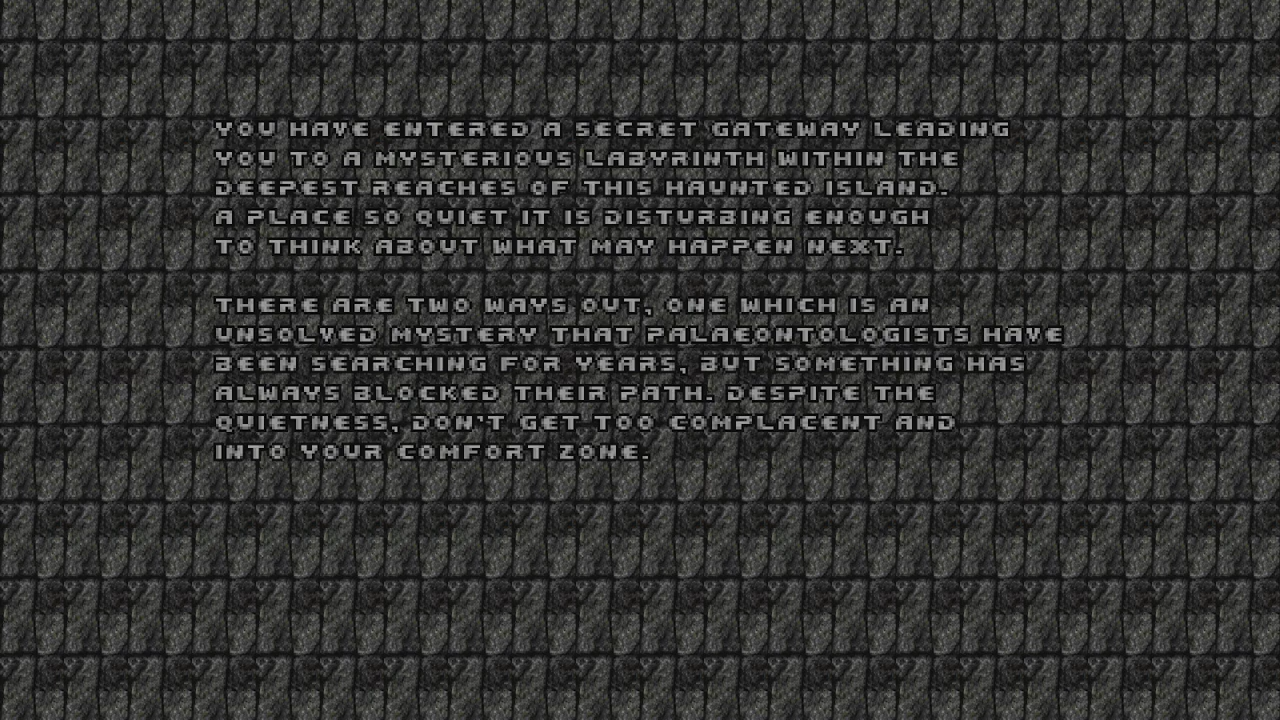 YOU HAVE ENTERED A SECRET GATEWAY LEADING
YOU TO A MYSTERIOUS LABYRINTH WITHIN THE
DEEPEST REACHES OF THIS HAUNTED ISLAND.
A PLACE SO QUIET IT IS DISTURBING ENOUGH
TO THINK ABOUT WHAT MAY HAPPEN NEXT.

THERE ARE TWO WAYS OUT, ONE WHICH IS AN
UNSOLVED MYSTERY THAT PALAEONTOLOGISTS HAVE
BEEN SEARCHING FOR YEARS, BUT SOMETHING HAS
ALWAYS BLOCKED THEIR PATH. DESPITE THE
QUIETNESS, DON'T GET TOO COMPLACENT AND
INTO YOUR COMFORT ZONE.